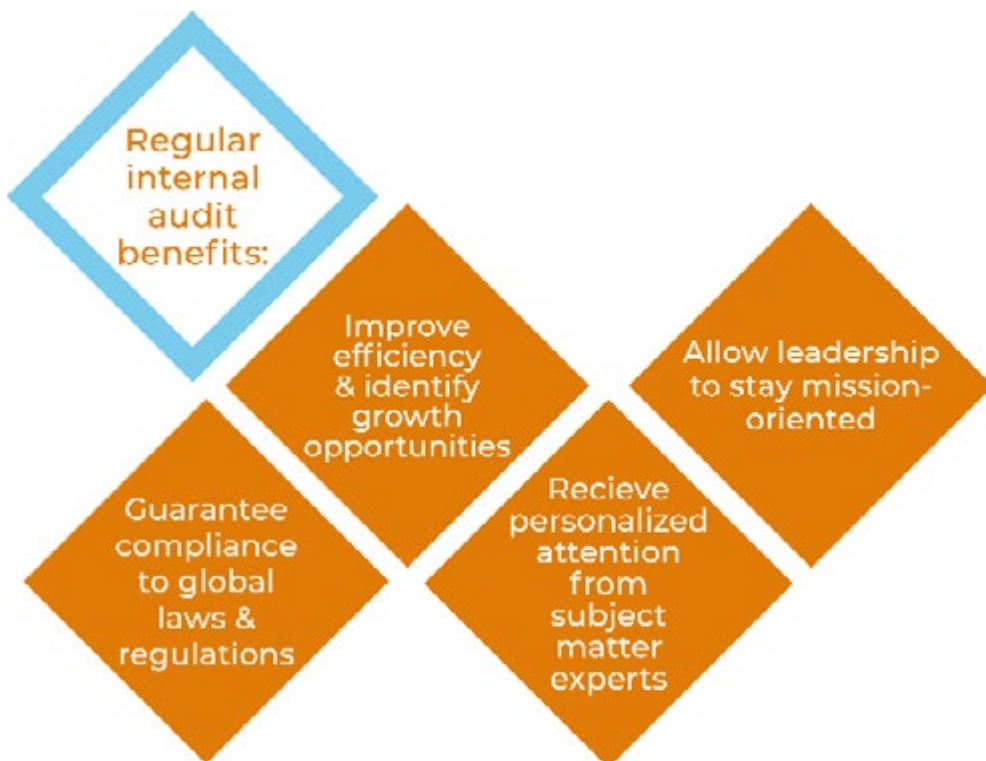 Regular
internal
audit
benefits:
Improve
efficiency
& identify
growth
opportunities
Allow leadership
to stay mission-
oriented
Guarantee
compliance
to global
laws &
regulations
Recieve
personalized
attention
from
subject
matter
experts